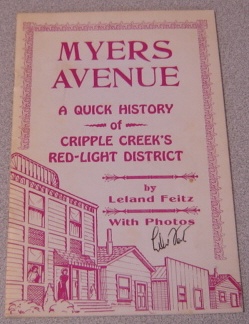 MYERS
AVENUE
A QUICK HISTORY
of
CRIPPLE CREEK'S
RED-LIGHT DISTRICT
by
Leland Feitz
With Photos